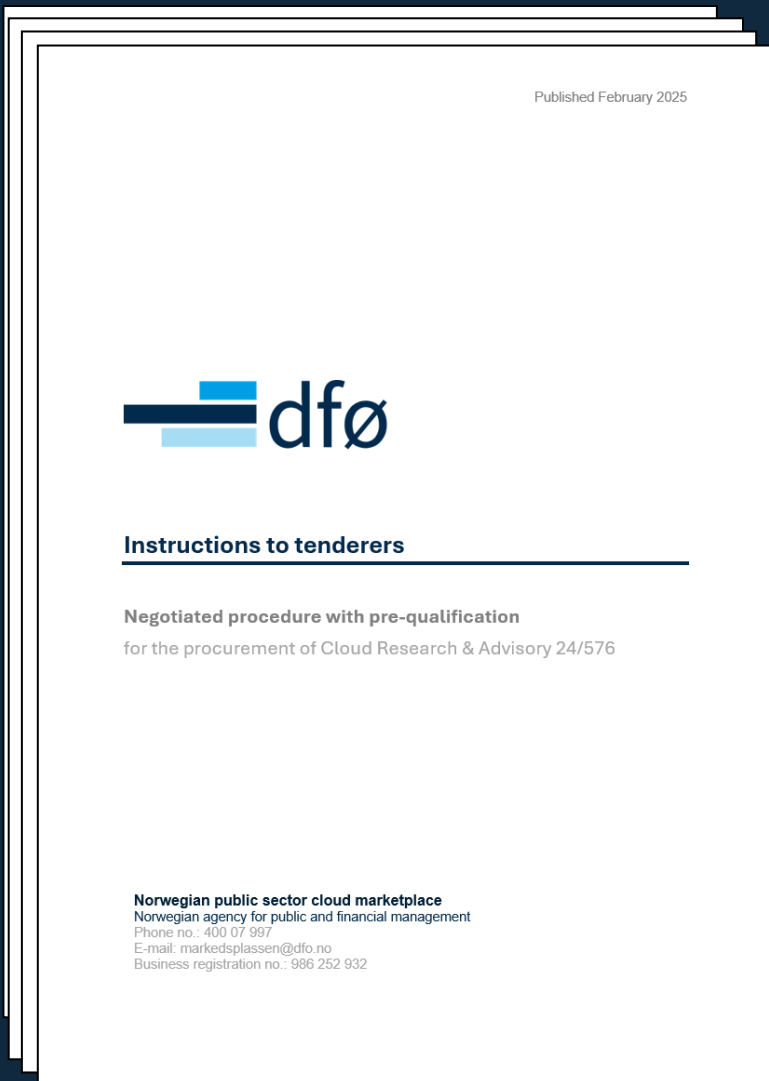 Published February 2025
dfø
Instructions to tenderers
Negotiated procedure with pre-qualification
for the procurement of Cloud Research & Advisory 24/576
Norwegian public sector cloud marketplace
Norwegian agency for public and financial management
Phone no.: 400 07 997
E-mail: markedsplassen@dfo.no
Business registration no.: 986 252 932